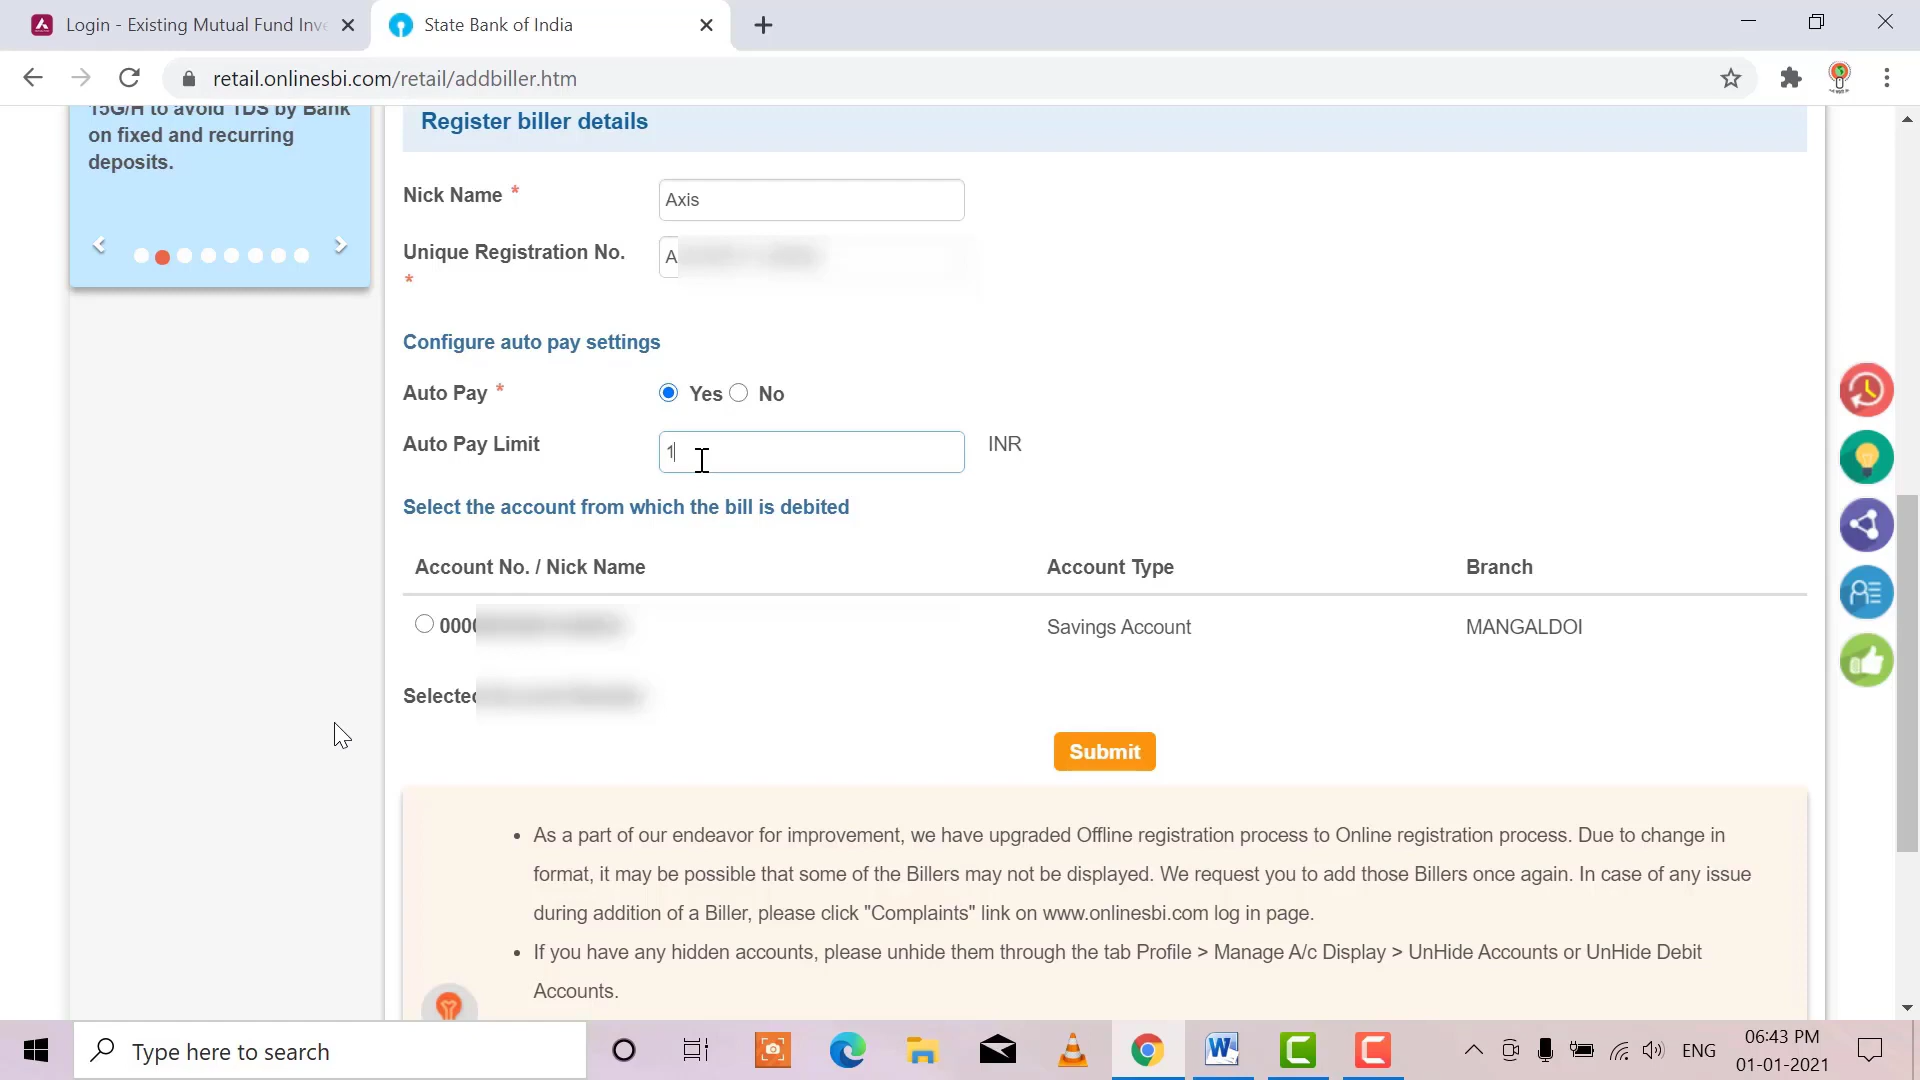 Login - Existing Mutual Fund Inve
State Bank of India
retail.onlinesbi.com/retail/addbiller.htm
15G/H to avoid TDS by Bank
on fixed and recurring
deposits.
Register biller details
Nick Name *
Axis
Unique Registration No.
*
A
Configure auto pay settings
Auto Pay *
Yes No
Auto Pay Limit
1
INR
Select the account from which the bill is debited
Account No. / Nick Name Account Type Branch
000 Savings Account MANGALDOI
Selected
Submit
• As a part of our endeavor for improvement, we have upgraded Offline registration process to Online registration process. Due to change in
format, it may be possible that some of the Billers may not be displayed. We request you to add those Billers once again. In case of any issue
during addition of a Biller, please click "Complaints" link on www.onlinesbi.com log in page.
• If you have any hidden accounts, please unhide them through the tab Profile > Manage A/c Display > UnHide Accounts or UnHide Debit
Accounts.
Type here to search
ENG
06:43 PM
01-01-2021